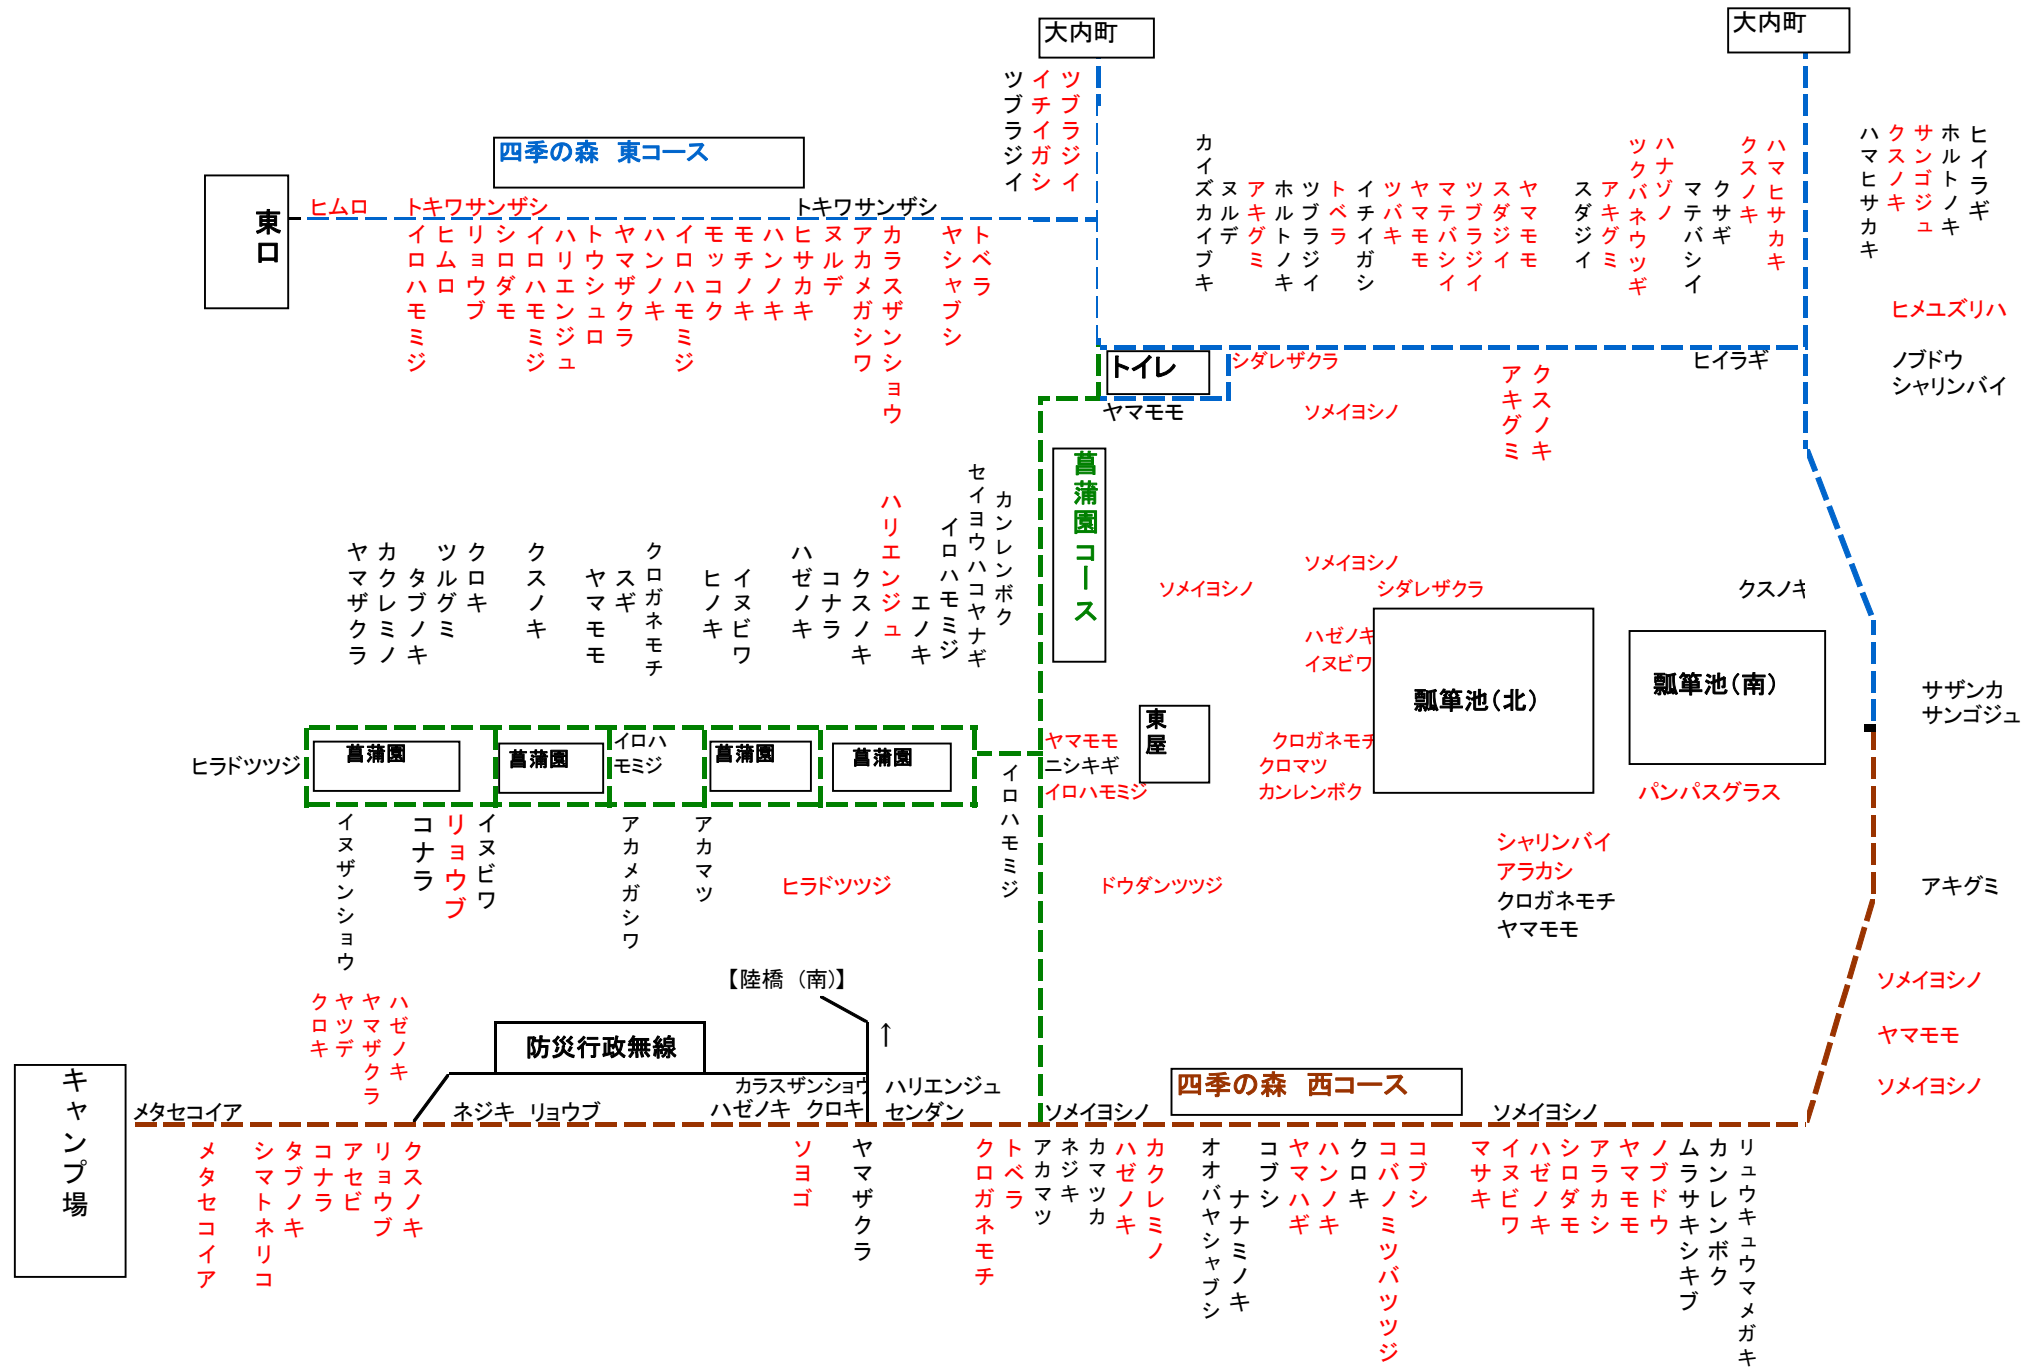 大内町
大内町
ツブライジイ
イチイガシ
ツブラジイ
四季の森　東コース
東口
ヒムロ
トキワサンザシ
トキワサンザシ
イロハモミジ
ヒムロ
リョウブ
シロダモ
イロハモミジ
ハリエンジュ
トウシュロ
ヤマザクラ
ハンノキ
イロハモミジ
モッコク
モチノキ
ハンノキ
ヒサカキ
ヌルデ
アカメガシワ
カラスザンショウ
ヤシャブシ
トベラ
カイズカイブキ
ヌルデ
アキグミ
ホルトノキ
ツブラジイ
トベラ
イチイガシ
ツバキ
ヤマモモ
マテバシイ
ツブラジイ
スダジイ
ヤマモモ
スダジイ
アキグミ
ツクバネウツギ
ハナゾノ
マテバシイ
クサギ
クスノキ
ハマヒサカキ
ハマヒサカキ
クスノキ
サンゴジュ
ホルトノキ
ヒイラギ
ヒメユズリハ
トイレ
シダレザクラ
ヒイラギ
ノブドウ
シャリンバイ
ヤマモモ
ソメイヨシノ
アキグミ
クスノキ
菖蒲園コース
ヤマザクラ
カクレミノ
タブノキ
ツルグミ
クロキ
クスノキ
ヤマモモ
スギ
クロガネモチ
ヒノキ
イヌビワ
ハゼノキ
コナラ
クスノキ
ハリエンジュ
エノキ
イロハモミジ
セイヨウハコヤナギ
カンレンボク
ソメイヨシノ
ソメイヨシノ
シダレザクラ
クスノキ
ハゼノキ
イヌビワ
瓢箪池（北）
瓢箪池（南）
サザンカ
サンゴジュ
ヒラドツツジ
菖蒲園
菖蒲園
イロハ
モミジ
菖蒲園
菖蒲園
イロハモミジ
ヤマモモ
ニシキギ
イロハモミジ
東屋
クロガネモチ
クロマツ
カンレンボク
パンパスグラス
イヌザンショウ
コナラ
リョウブ
イヌビワ
アカメガシワ
アカマツ
ヒラドツツジ
ドウダンツツジ
シャリンバイ
アラカシ
クロガネモチ
ヤマモモ
アキグミ
【陸橋（南）】
↑
クロキ
ヤツデ
ヤマザクラ
ハゼノキ
防災行政無線
ソメイヨシノ
ヤマモモ
ソメイヨシノ
キャンプ場
メタセコイア
ネジキ　リョウブ
カラスザンショウ
ハゼノキ　クロキ
ハリエンジュ
センダン
ソメイヨシノ
四季の森　西コース
ソメイヨシノ
メタセコイア
シマトネリコ
タブノキ
コナラ
アセビ
リョウブ
クスノキ
ソヨゴ
ヤマザクラ
クロガネモチ
トベラ
アカマツ
ネジキ
カマツカ
ハゼノキ
カクレミノ
オオバヤシャブシ
ナナミノキ
コブシ
ヤマハギ
ハンノキ
クロキ
コバノミツバツツジ
コブシ
マサキ
イヌビワ
ハゼノキ
シロダモ
アラカシ
ヤマモモ
ノブドウ
ムラサキシキブ
カンレンボク
リュウキュウマメガキ